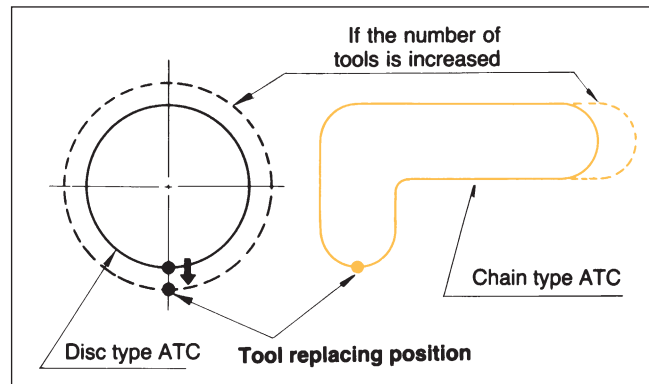 If the number of
tools is increased
Chain type ATC
Disc type ATC
Tool replacing position